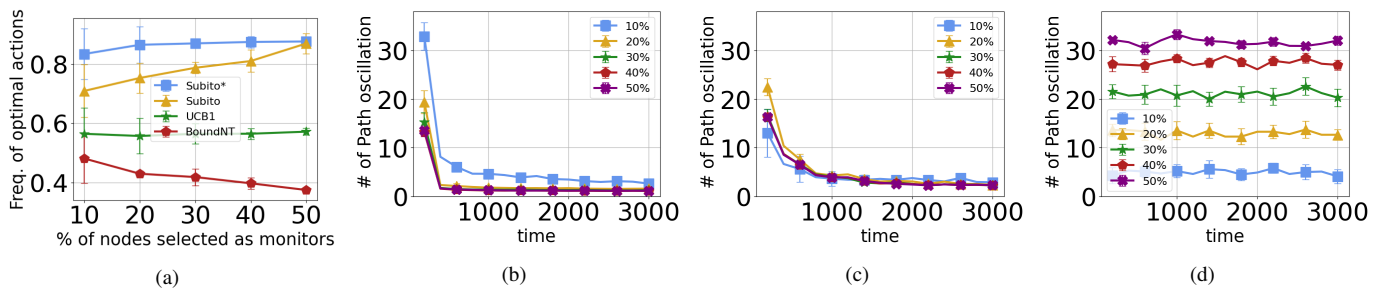 Freq. of optimal actions
0.8
0.6
0.4
Subito*
Subito
UCB1
BoundNT
10 20 30 40 50
% of nodes selected as monitors
(a)
# of Path oscillation
30
20
10
0
10%
20%
30%
40%
50%
1000 2000 3000
time
(b)
# of Path oscillation
30
20
10
0
10%
20%
30%
40%
50%
1000 2000 3000
time
(c)
# of Path oscillation
30
20
10
0
10%
20%
30%
40%
50%
1000 2000 3000
time
(d)